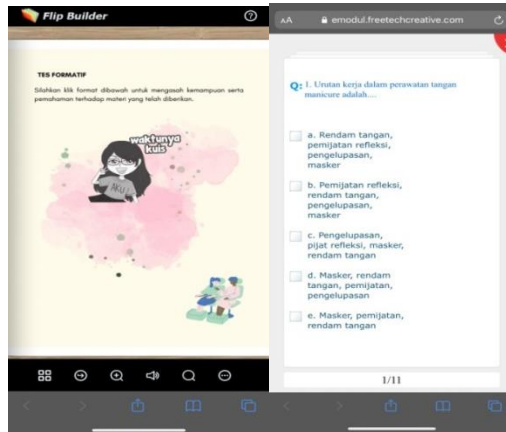 Flip Builder
TES FORMATIF
Silahkan klik format dibawah untuk mengasah kemampuan serta
pemahaman terhadap materi yang telah diberikan.
waktunya
kuis
AKU
AA
emodul.freetechcreative.com
Q: 1. Urutan kerja dalam perawatan tangan
manicure adalah....
a. Rendam tangan,
pemijatan refleksi,
pengelupasan,
masker
b. Pemijatan refleksi,
rendam tangan,
pengelupasan,
masker
c. Pengelupasan,
pijat refleksi, masker,
rendam tangan
d. Masker, rendam
tangan, pemijatan,
pengelupasan
e. Masker, pemijatan,
rendam tangan
1/11